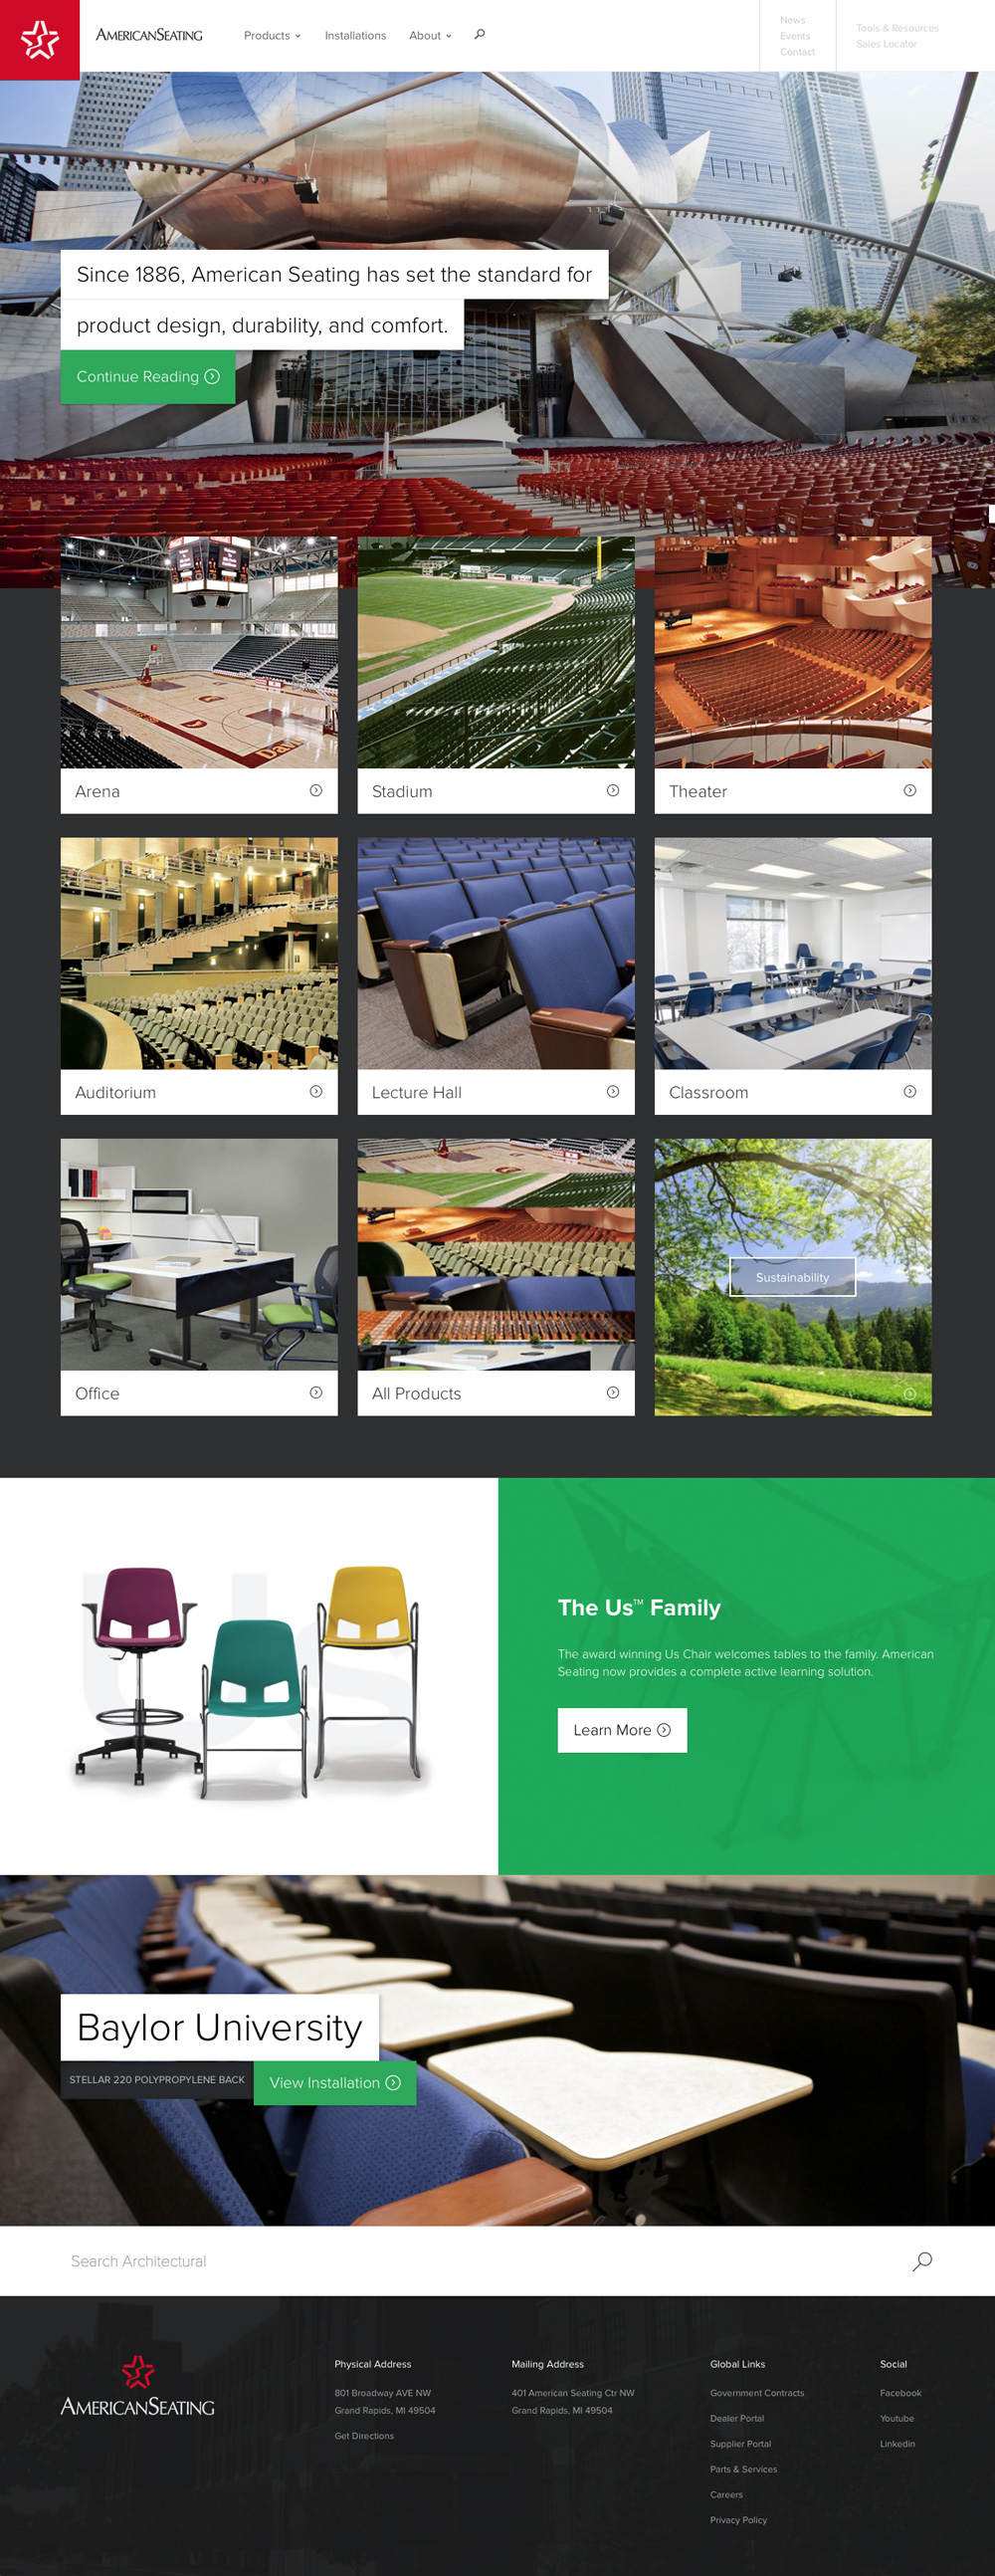 AMERICANSEATING
Products
Installations
About
News
Events
Contact
Tools & Resources
Sales Locator
Since 1886, American Seating has set the standard for
product design, durability, and comfort.
Continue Reading
Arena
Stadium
Theater
Auditorium
Lecture Hall
Classroom
Office
All Products
Sustainability
us
The Us™ Family
The award winning Us Chair welcomes tables to the family. American
Seating now provides a complete active learning solution.
Learn More
Baylor University
STELLAR 220 POLYPROPYLENE BACK
View Installation
Search Architectural
AMERICANSEATING
Physical Address
801 Broadway AVE NW
Grand Rapids, MI 49504
Get Directions
Mailing Address
401 American Seating Ctr NW
Grand Rapids, MI 49504
Global Links
Government Contracts
Dealer Portal
Supplier Portal
Parts & Services
Careers
Privacy Policy
Social
Facebook
Youtube
Linkedin